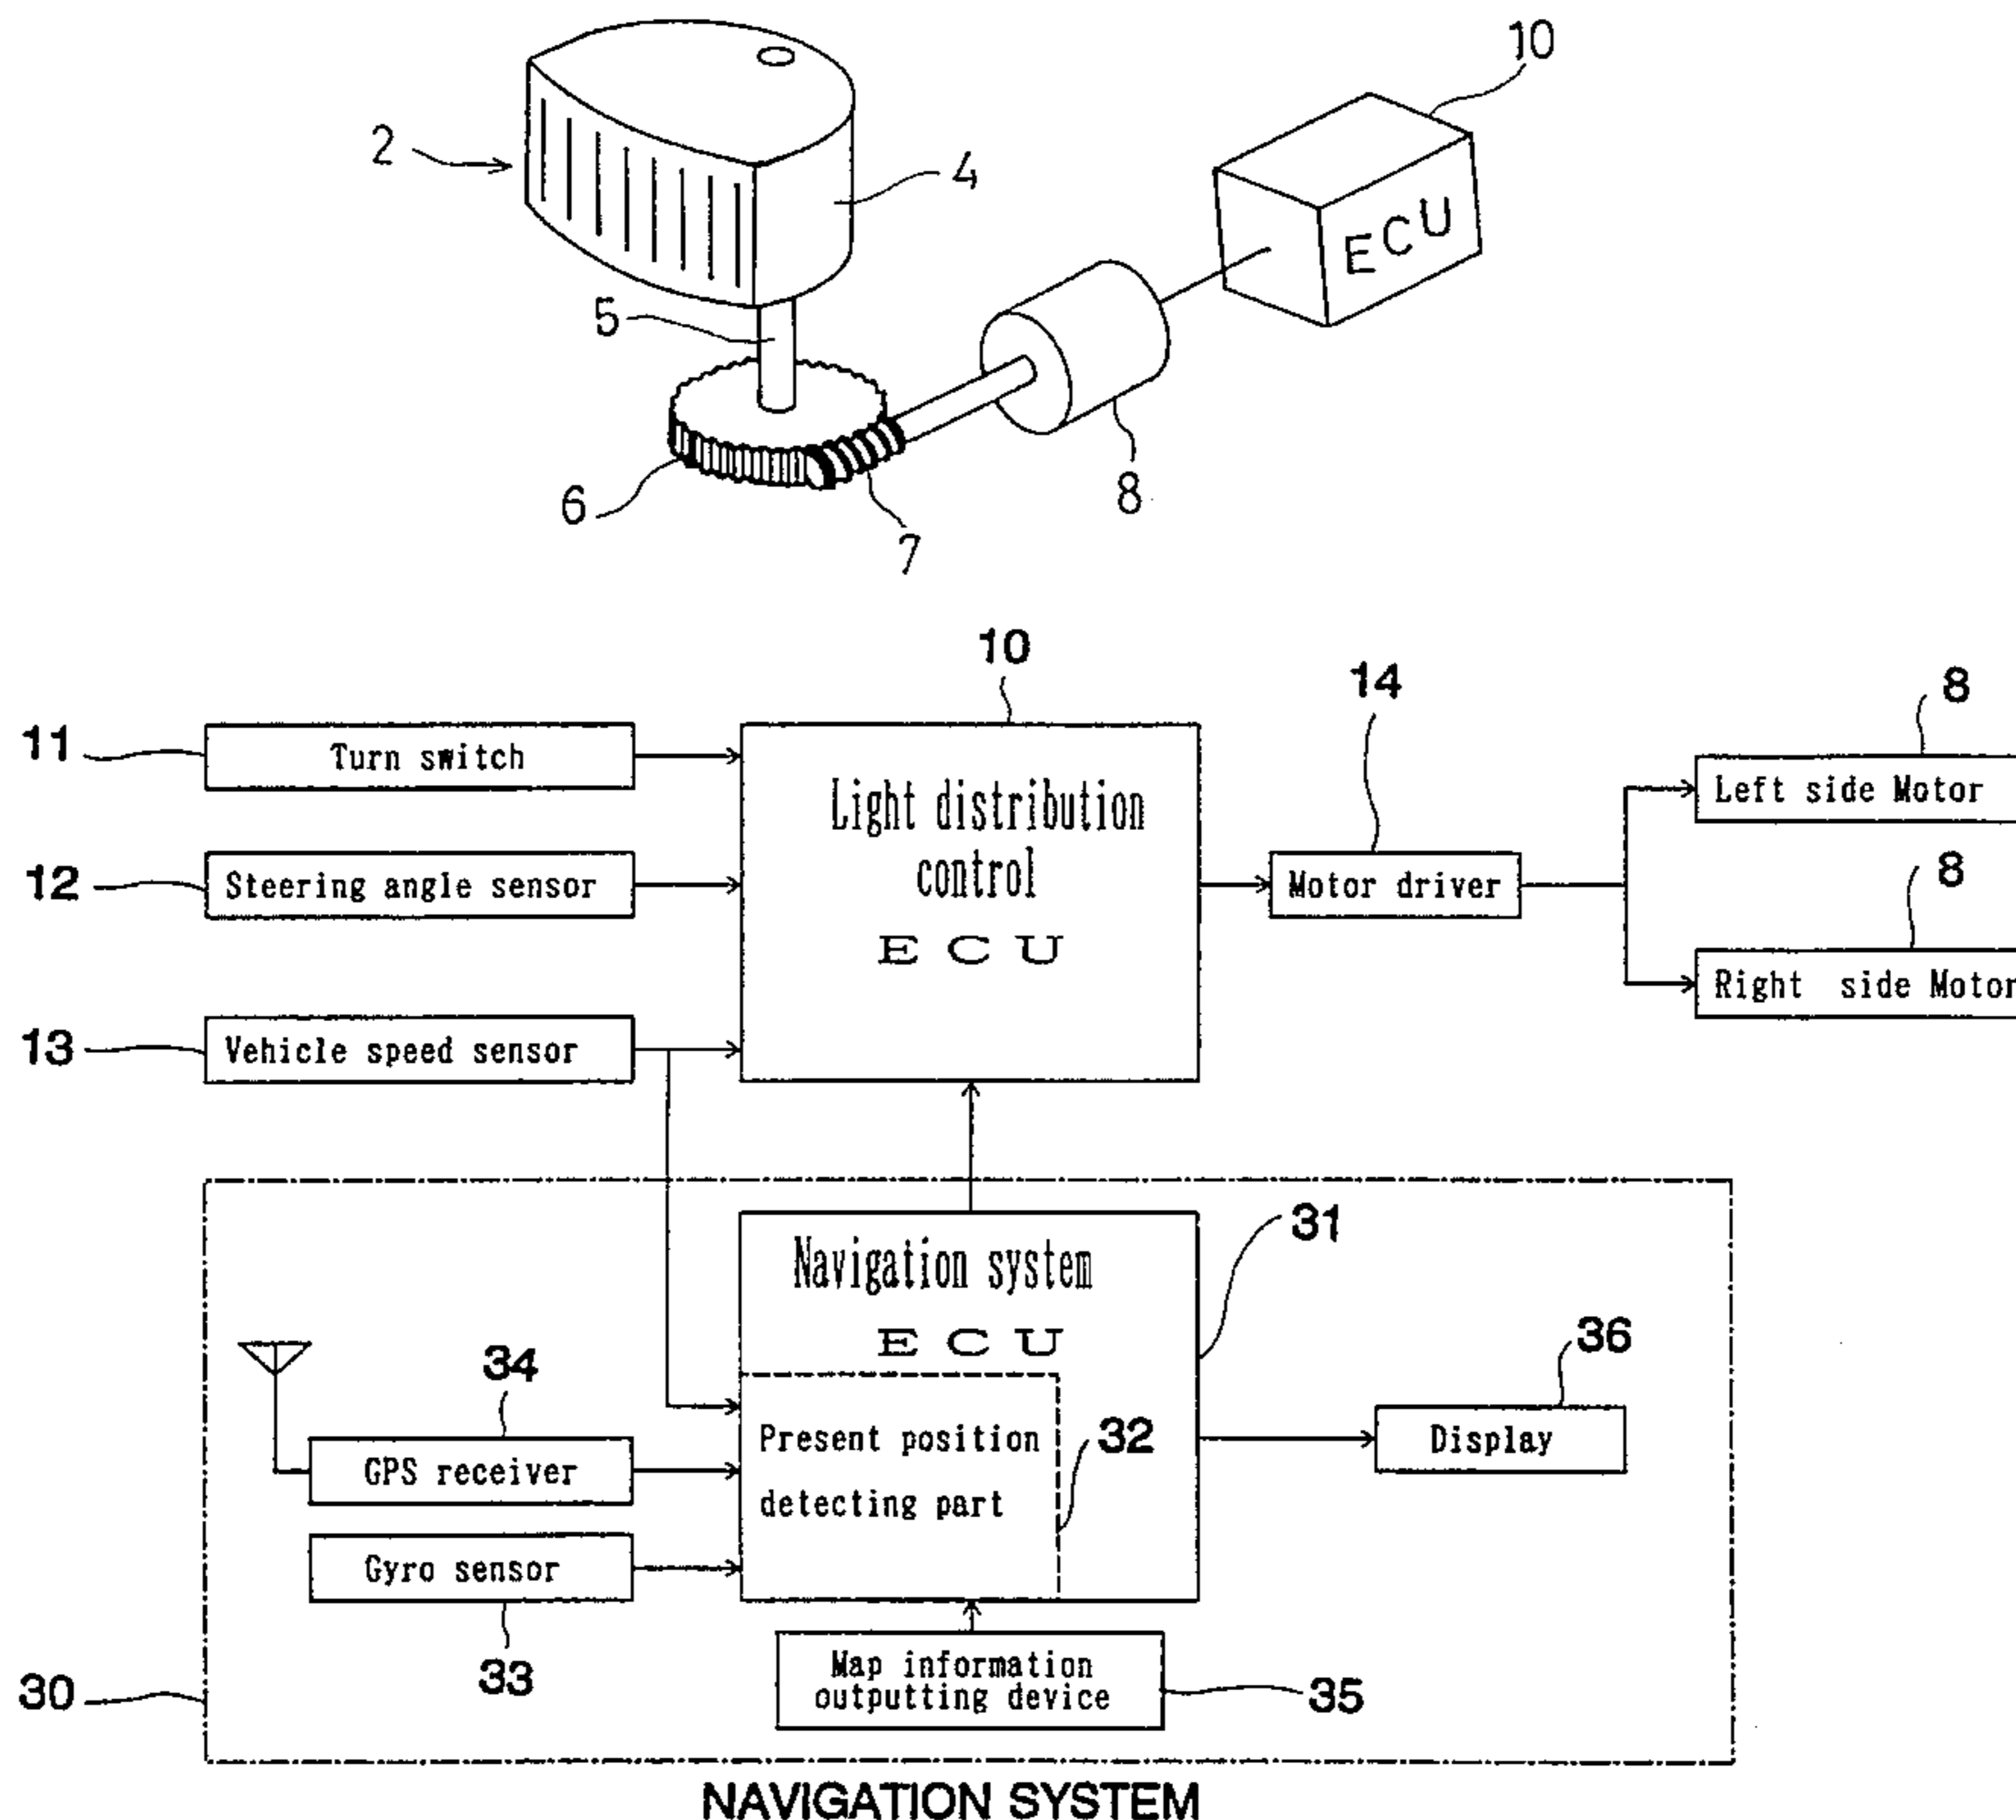 10
2
4
ECU
5
8
6
7
10
14
8
11
Turn switch
Light distribution
control
ECU
Left side Motor
12
Steering angle sensor
Motor driver
8
Right side Motor
13
Vehicle speed sensor
31
Navigation system
ECU
36
34
Present position
detecting part
32
Display
GPS receiver
Gyro sensor
33
30
Map information
outputting device
35
NAVIGATION SYSTEM